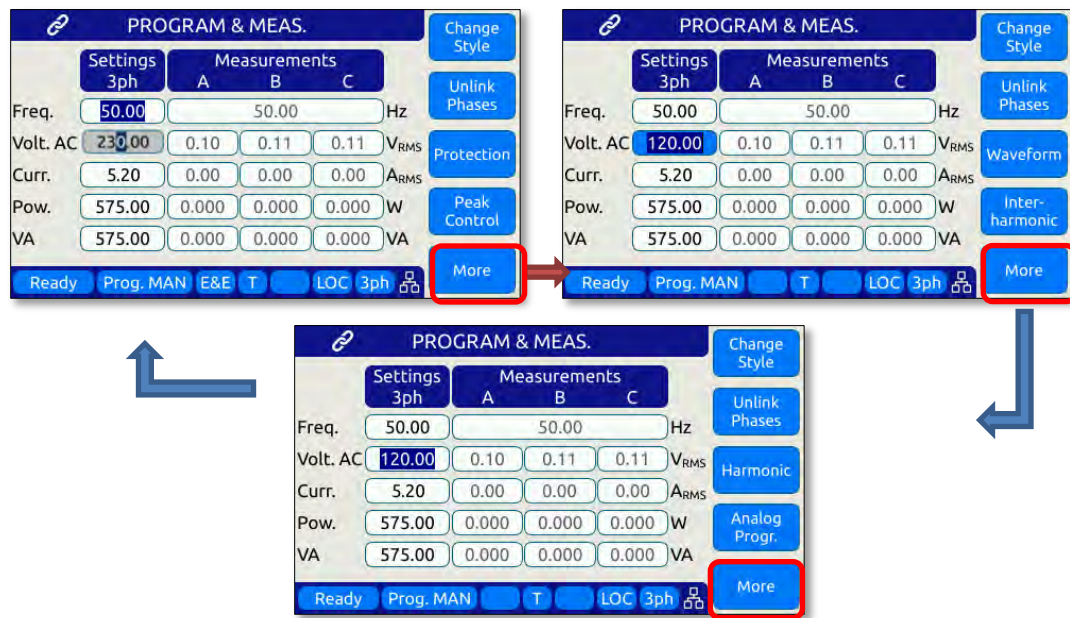 PROGRAM & MEAS.
Change
Style
Settings
3ph
Measurements
A B C
Unlink
Phases
Freq. 50.00 50.00 Hz
Volt. AC 230.00 0.10 0.11 0.11 VRMS
Protection
Curr. 5.20 0.00 0.00 0.00 ARMS
Pow. 575.00 0.000 0.000 0.000 W
Peak
Control
VA 575.00 0.000 0.000 0.000 VA
More
Ready Prog. MAN E&E T LOC 3ph
PROGRAM & MEAS.
Change
Style
Settings
3ph
Measurements
A B C
Unlink
Phases
Freq. 50.00 50.00 Hz
Volt. AC 120.00 0.10 0.11 0.11 VRMS
Waveform
Curr. 5.20 0.00 0.00 0.00 ARMS
Pow. 575.00 0.000 0.000 0.000 W
Inter-
harmonic
VA 575.00 0.000 0.000 0.000 VA
More
Ready Prog. MAN T LOC 3ph
PROGRAM & MEAS.
Change
Style
Settings
3ph
Measurements
A B C
Unlink
Phases
Freq. 50.00 50.00 Hz
Volt. AC 120.00 0.10 0.11 0.11 VRMS
Harmonic
Curr. 5.20 0.00 0.00 0.00 ARMS
Pow. 575.00 0.000 0.000 0.000 W
Analog
Progr.
VA 575.00 0.000 0.000 0.000 VA
More
Ready Prog. MAN T LOC 3ph